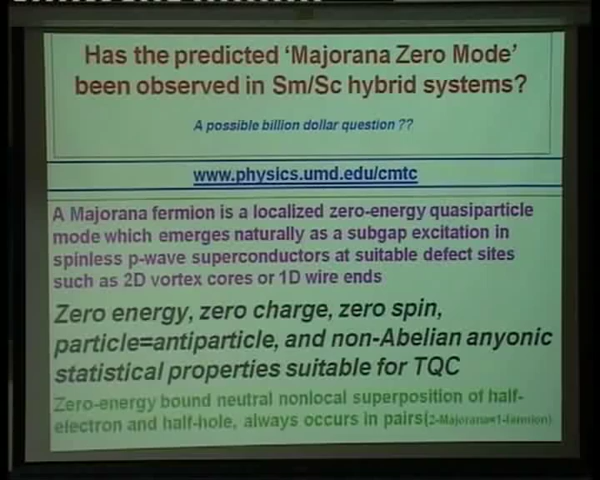 Has the predicted 'Majorana Zero Mode'
been observed in Sm/Sc hybrid systems?
A possible billion dollar question ??
www.physics.umd.edu/cmtc
A Majorana fermion is a localized zero-energy quasiparticle
mode which emerges naturally as a subgap excitation in
spinless p-wave superconductors at suitable defect sites
such as 2D vortex cores or 1D wire ends
Zero energy, zero charge, zero spin,
particle=antiparticle, and non-Abelian anyonic
statistical properties suitable for TQC
Zero-energy bound neutral nonlocal superposition of half-
electron and half-hole, always occurs in pairs(2-Majorana=1-fermion)